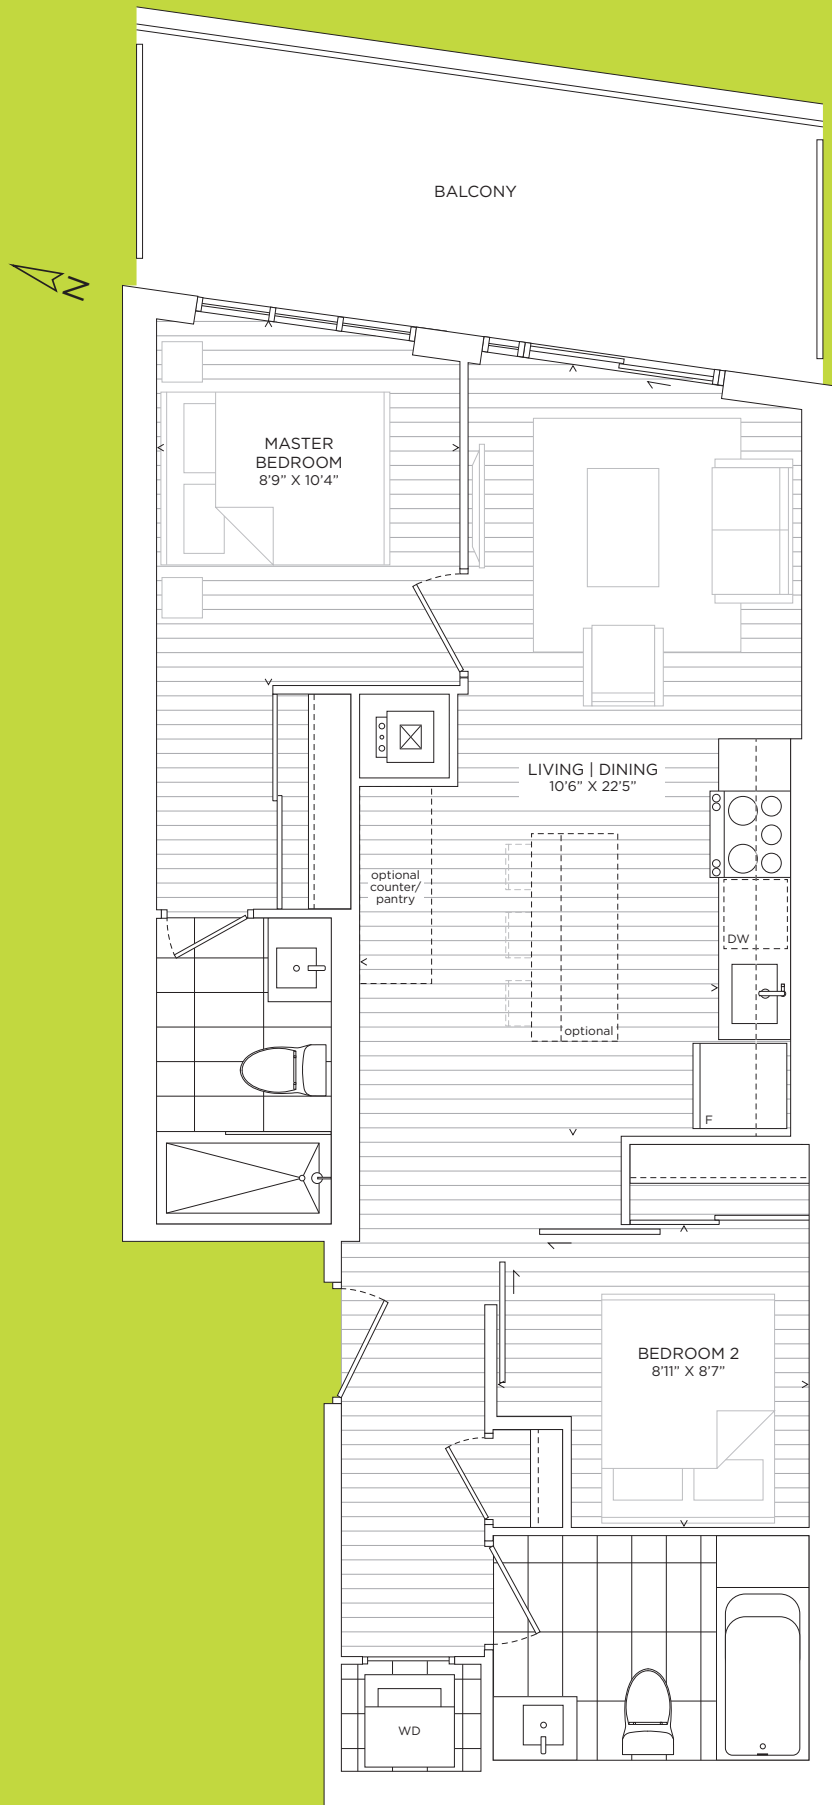 BALCONY
N
MASTER
BEDROOM
8'9" X 10'4"
LIVING | DINING
10'6" X 22'5"
optional
counter/
pantry
DW
optional
F
BEDROOM 2
8'11" X 8'7"
WD